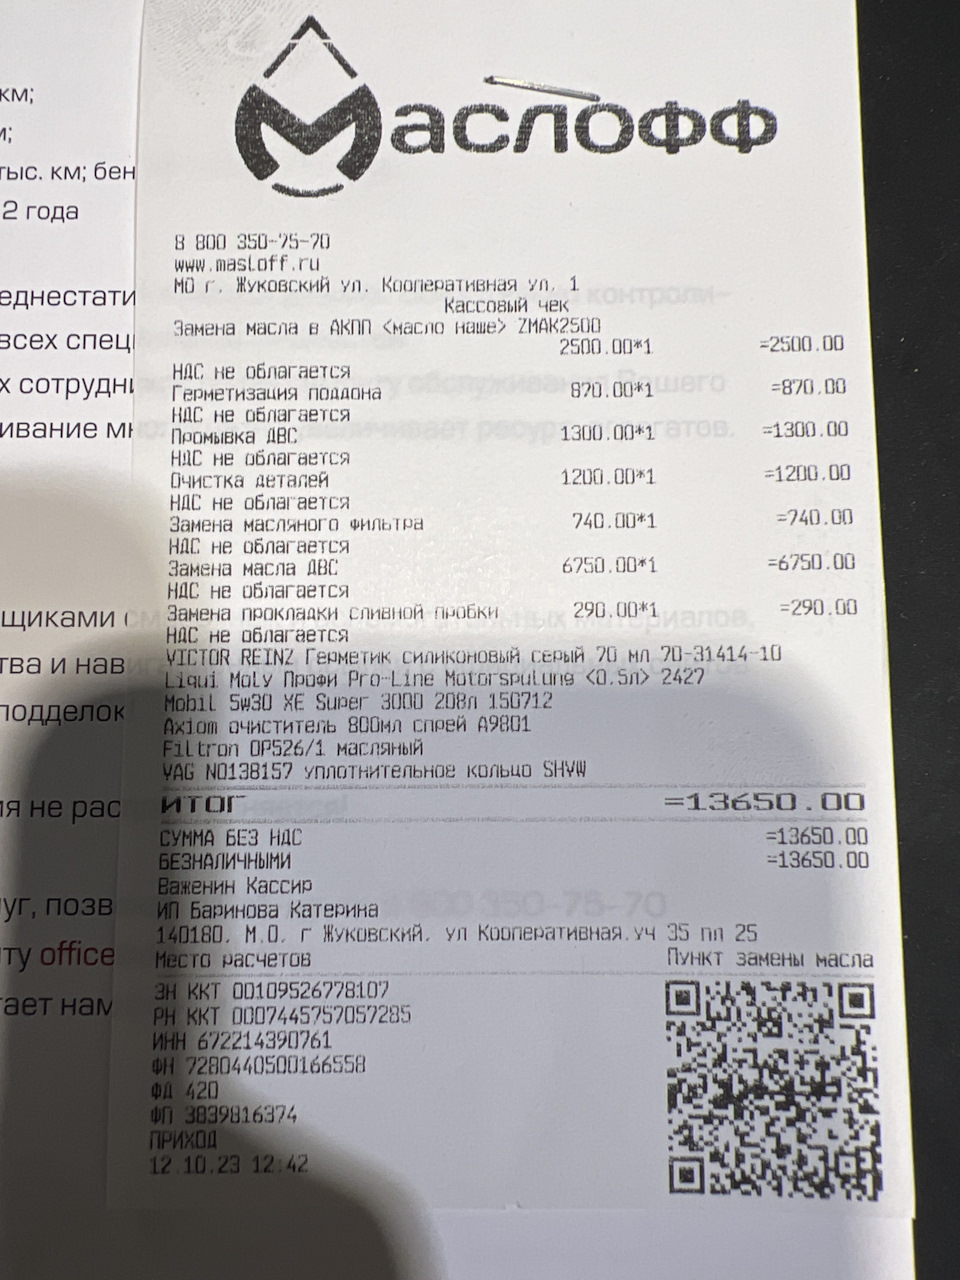 км;
тыс. км; бен
2 года
МАСЛОФФ
8 800 350-75-70
www.masloff.ru
МО г. Жуковский ул. Кооперативная ул. 1
Кассовый чек
Замена масла в АКПП <масло наше> ZMAK2500
2500.00*1 =2500.00
НДС не облагается
Герметизация поддона 870.00*1 =870.00
НДС не облагается
Промывка ДВС 1300.00*1 =1300.00
НДС не облагается
Очистка деталей 1200.00*1 =1200.00
НДС не облагается
Замена масляного фильтра 740.00*1 =740.00
НДС не облагается
Замена масла ДВС 6750.00*1 =6750.00
НДС не облагается
Замена прокладки сливной пробки 290.00*1 =290.00
НДС не облагается
VICTOR REINZ Герметик силиконовый серый 70 мл 70-31414-10
Liqui Moly Профи Pro-Line Motorspulung <0.5л> 2427
Mobil 5w30 XE Super 3000 208л 150712
Axiom очиститель 800мл спрей A9801
Filtron OP526/1 масляный
VAG N0138157 уплотнительное кольцо SHVW
ИТОГ =13650.00
СУММА БЕЗ НДС =13650.00
БЕЗНАЛИЧНЫМИ =13650.00
Важенин Кассир
ИП Баринова Катерина
140180, М.О. г Жуковский, ул Кооперативная,уч 35 пл 25
Место расчетов Пункт замены масла
ЗН ККТ 00109526778107
РН ККТ 0007445757057285
ИНН 672214390761
ФН 7280440500166558
ФД 420
ФП 3839816374
ПРИХОД
12.10.23 12:42
еднестати
всех спец
х сотрудни
ивание мн
щиками
тва и нав
подделок
я не рас
уг, позв
ту office
тает нам